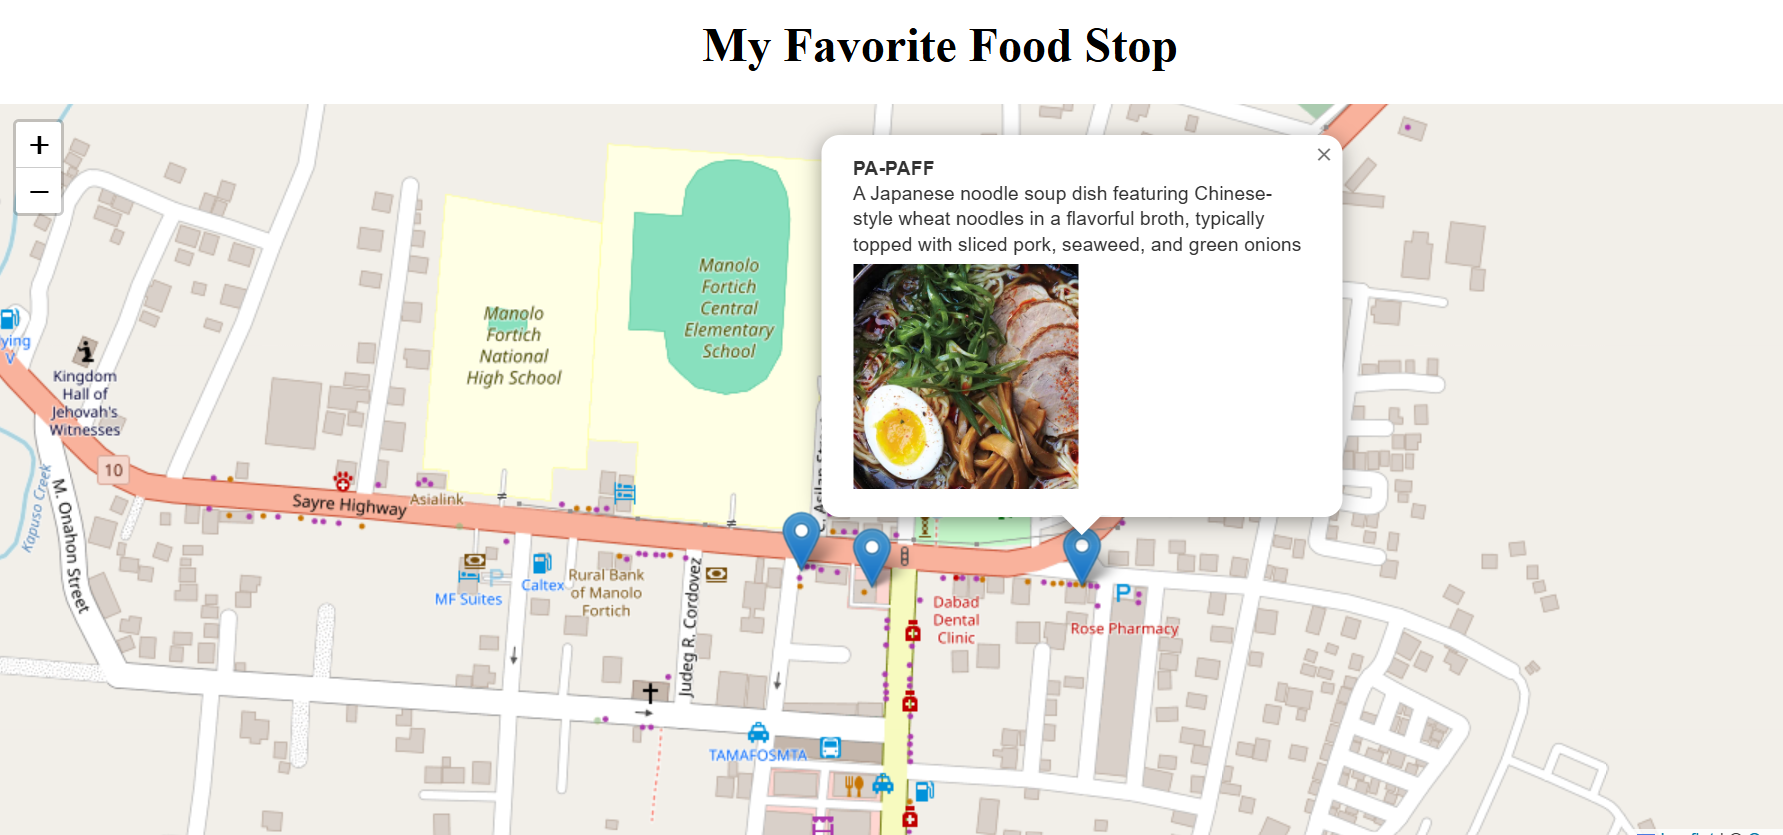 My Favorite Food Stop
+
−
PA-PAFF
A Japanese noodle soup dish featuring Chinese-
style wheat noodles in a flavorful broth, typically
topped with sliced pork, seaweed, and green onions
×
Manolo
Fortich
Central
Elementary
School
Manolo
Fortich
National
High School
ying
V
Kingdom
Hall of
Jehovah's
Witnesses
10
Kapuso Creek
M. Onahon Street
Sayre Highway
Asialink
MF Suites
P
Caltex
Rural Bank
of Manolo
Fortich
Judeg R. Cordovez
Dabad
Dental
Clinic
P
Rose Pharmacy
TAMAFOSMTA